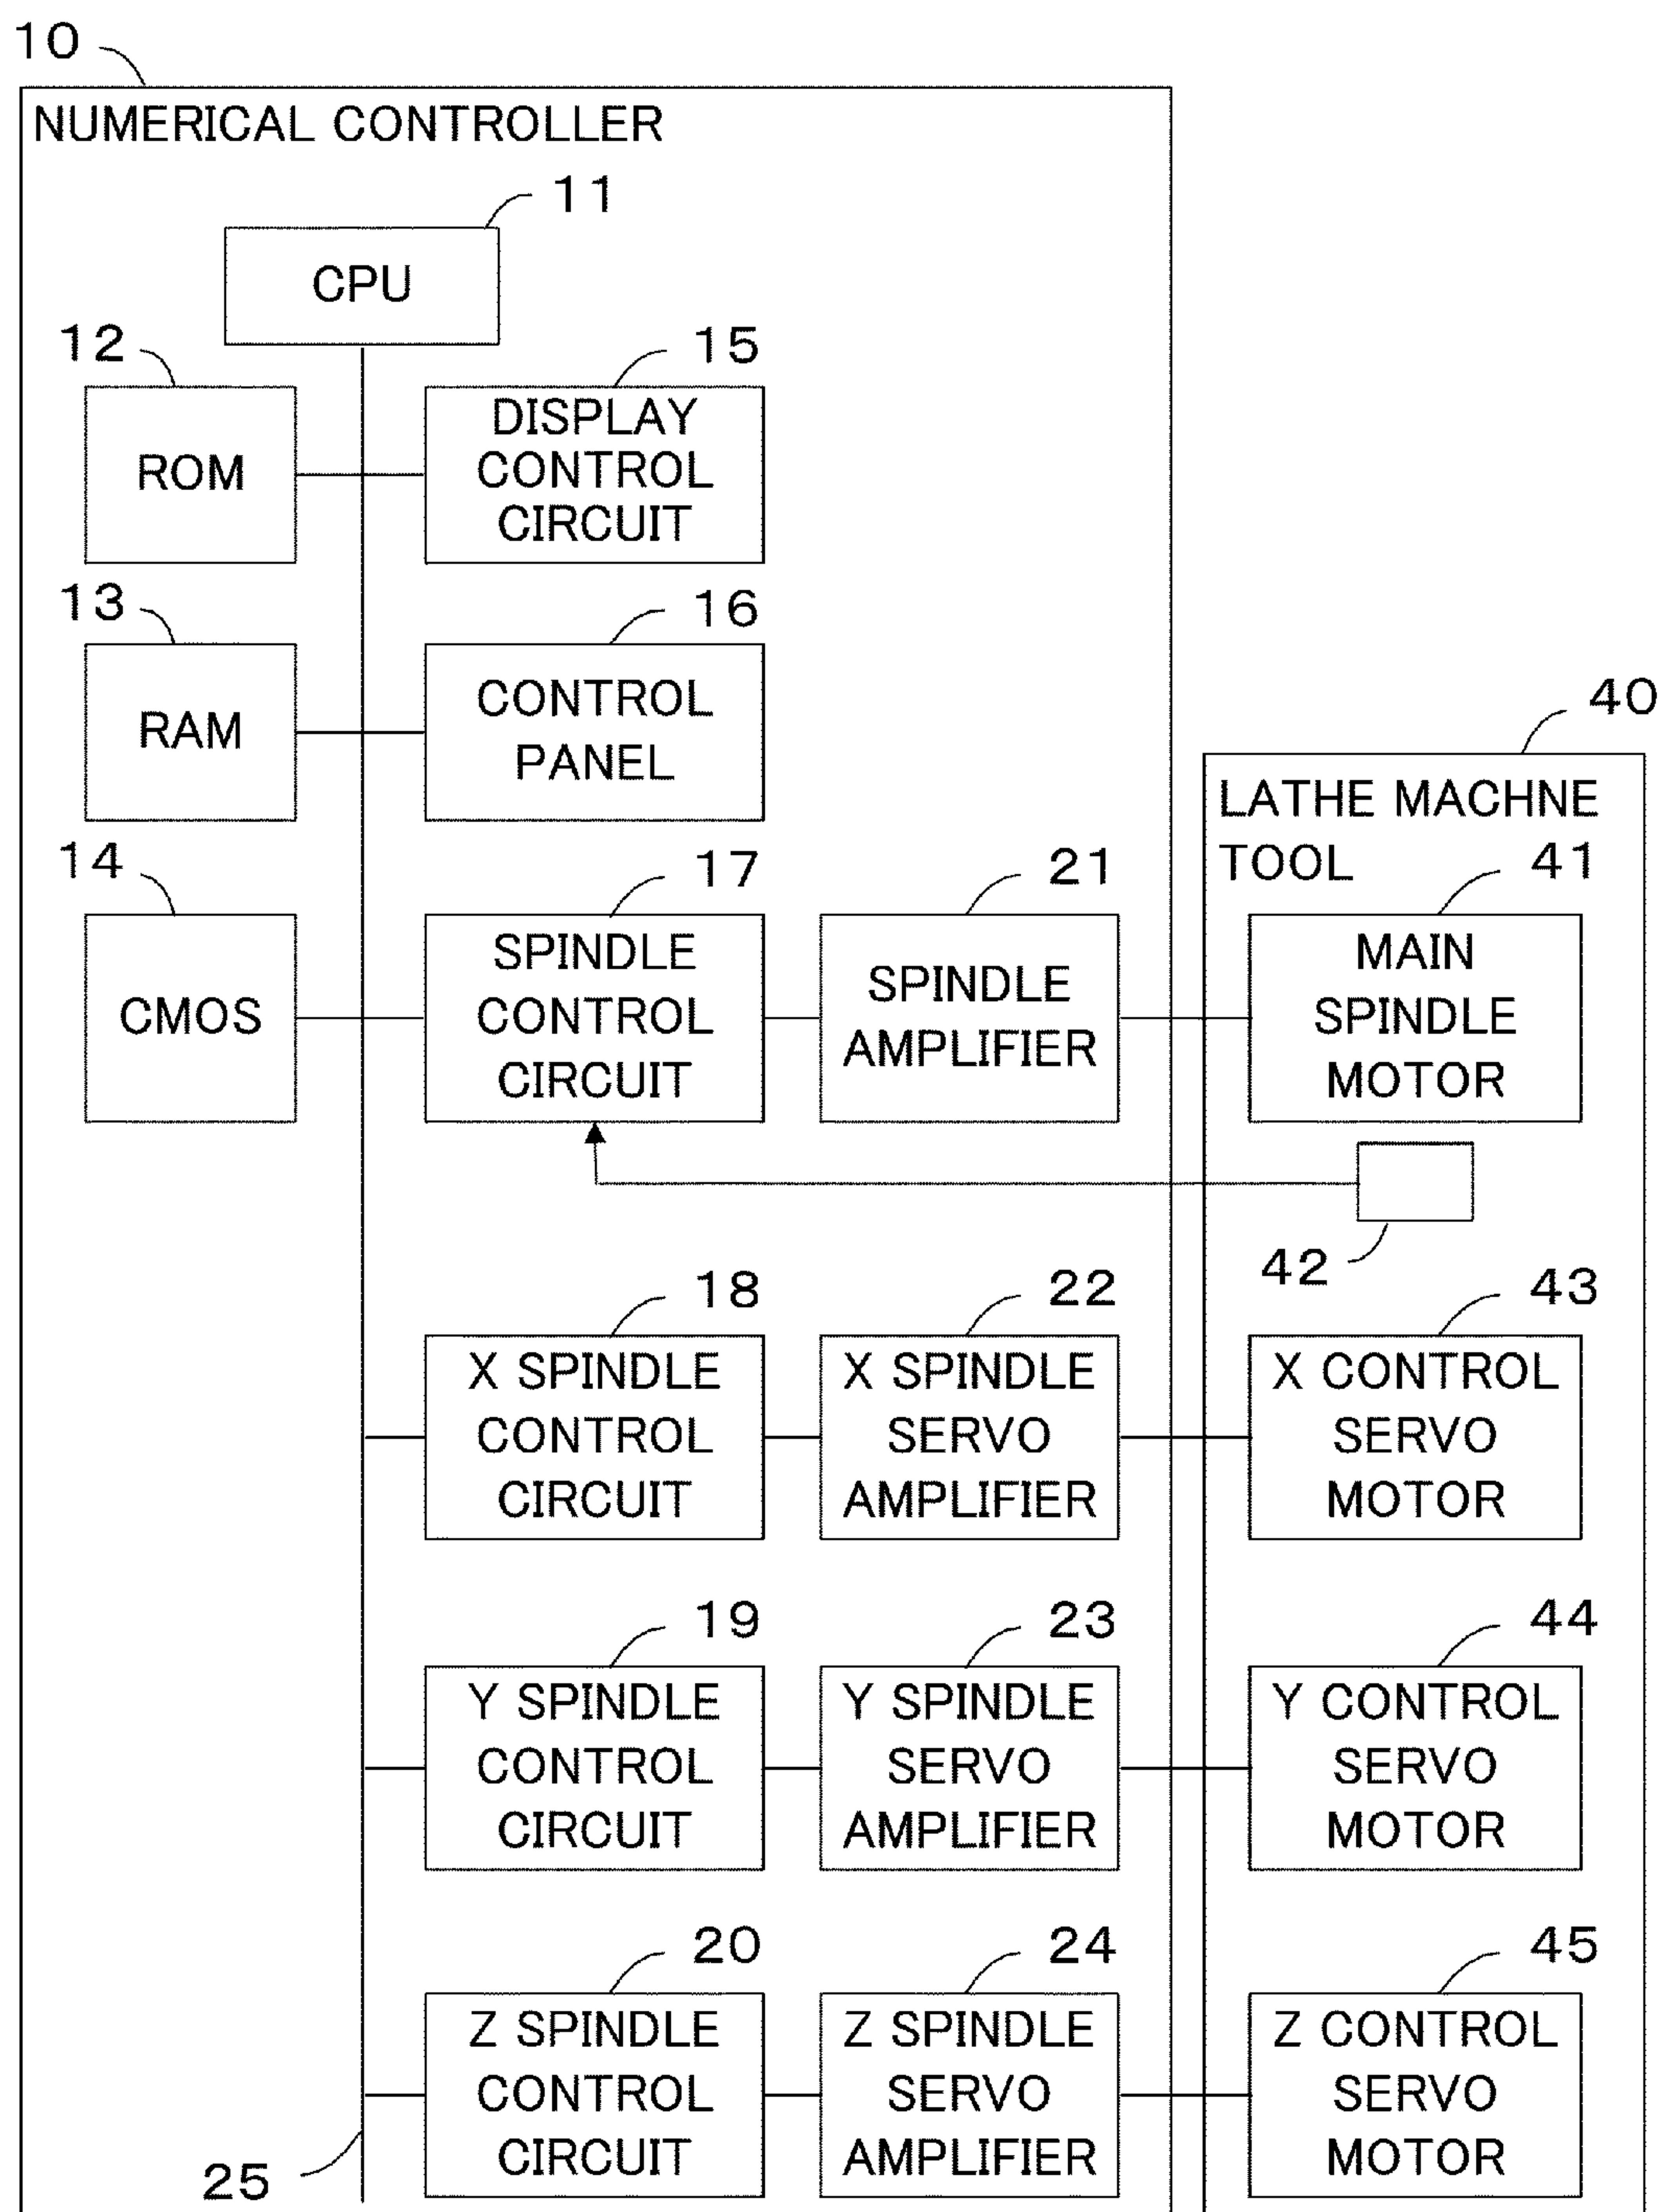 10
NUMERICAL CONTROLLER
11
CPU
12
ROM
15
DISPLAY
CONTROL
CIRCUIT
13
RAM
16
CONTROL
PANEL
40
LATHE MACHNE
TOOL
14
CMOS
17
SPINDLE
CONTROL
CIRCUIT
21
SPINDLE
AMPLIFIER
41
MAIN
SPINDLE
MOTOR
42
18
X SPINDLE
CONTROL
CIRCUIT
22
X SPINDLE
SERVO
AMPLIFIER
43
X CONTROL
SERVO
MOTOR
19
Y SPINDLE
CONTROL
CIRCUIT
23
Y SPINDLE
SERVO
AMPLIFIER
44
Y CONTROL
SERVO
MOTOR
20
Z SPINDLE
CONTROL
CIRCUIT
24
Z SPINDLE
SERVO
AMPLIFIER
45
Z CONTROL
SERVO
MOTOR
25